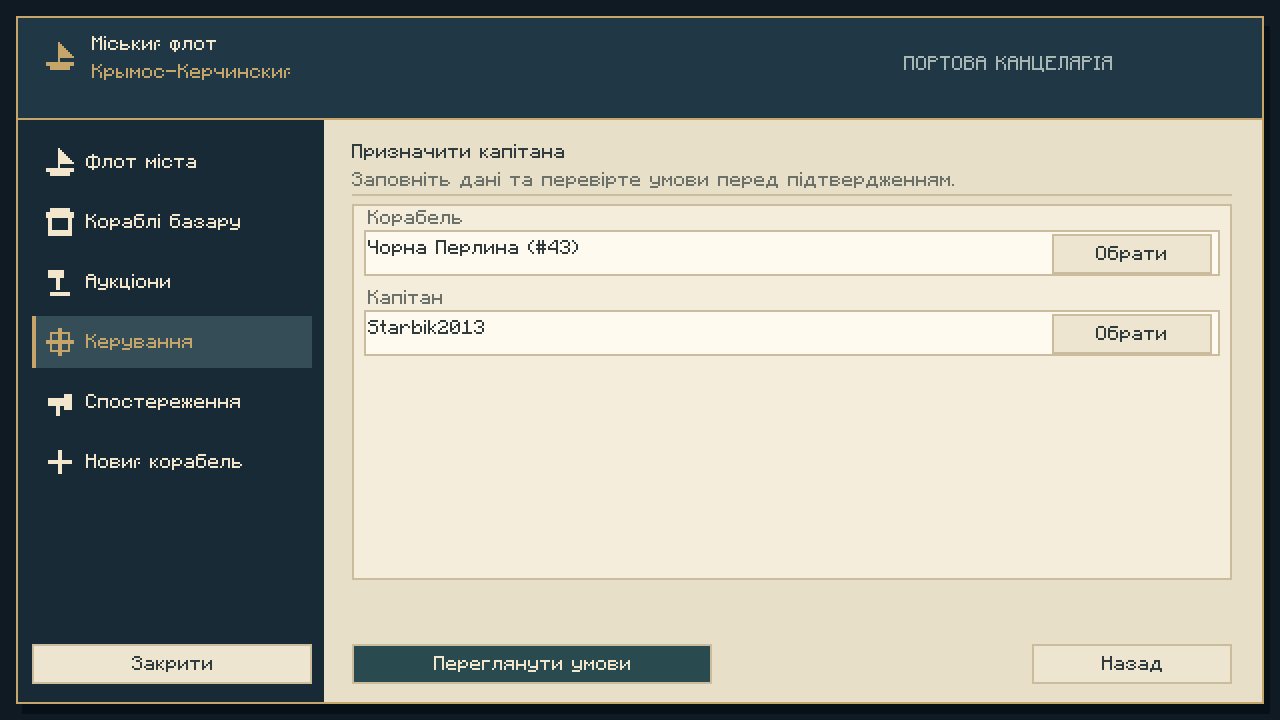 Міський флот
Крымос-Керчинский
ПОРТОВА КАНЦЕЛЯРІЯ
Флот міста
Кораблі базару
Аукціони
Керування
Спостереження
Новий корабель
Закрити
Призначити капітана
Заповніть дані та перевірте умови перед підтвердженням.
Корабель
Чорна Перлина (#43)
Обрати
Капітан
Starbik2013
Обрати
Переглянути умови
Назад